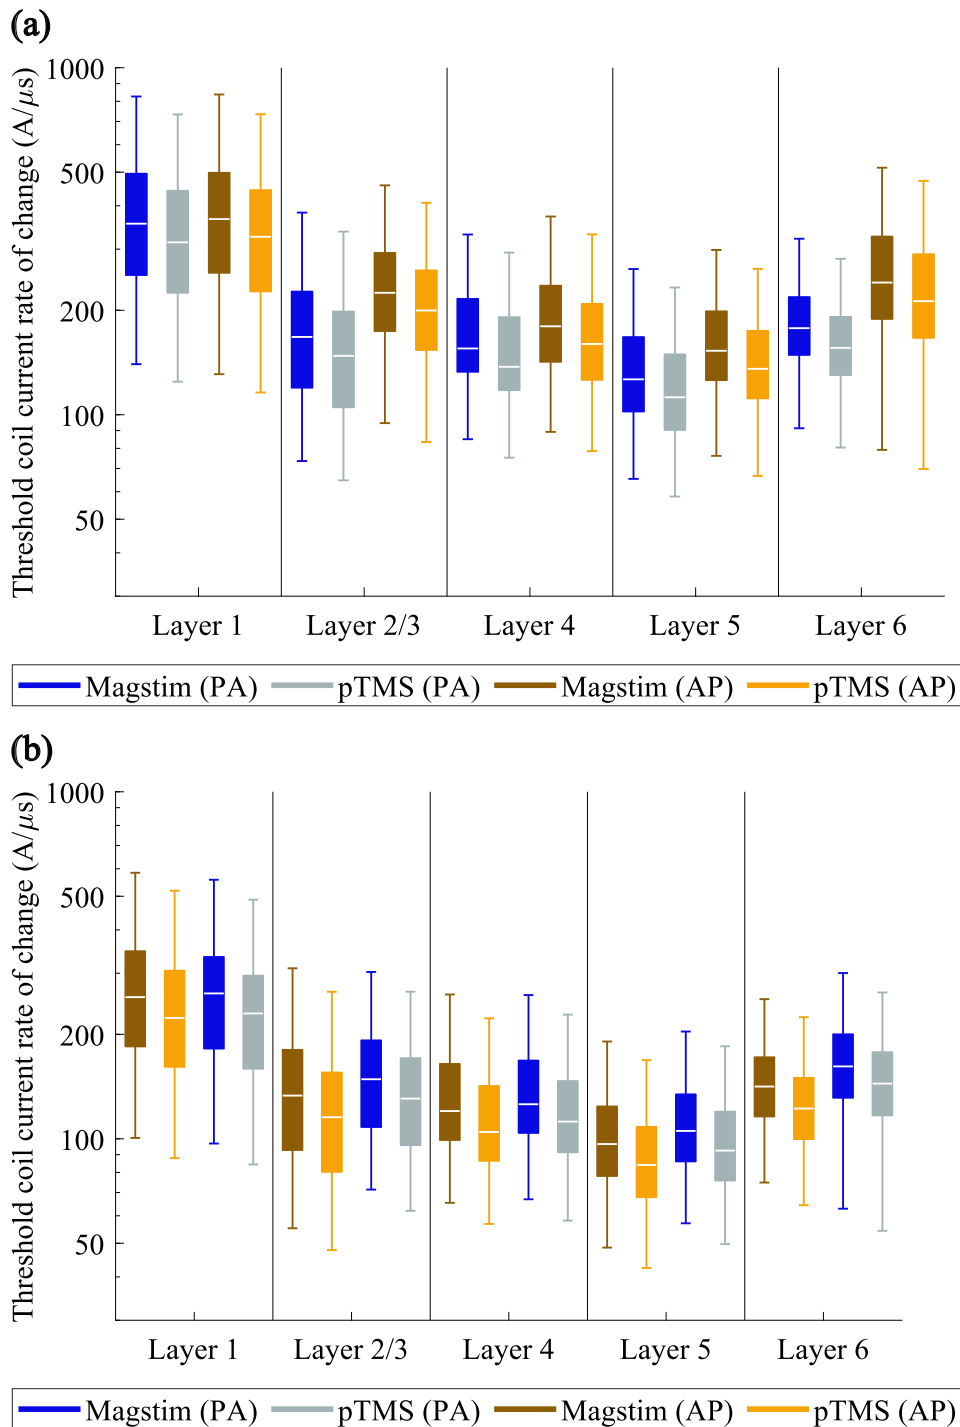 (a)
Threshold coil current rate of change (A/μs)
1000
500
200
100
50
Layer 1 Layer 2/3 Layer 4 Layer 5 Layer 6
Magstim (PA) pTMS (PA) Magstim (AP) pTMS (AP)
(b)
Threshold coil current rate of change (A/μs)
1000
500
200
100
50
Layer 1 Layer 2/3 Layer 4 Layer 5 Layer 6
Magstim (PA) pTMS (PA) Magstim (AP) pTMS (AP)